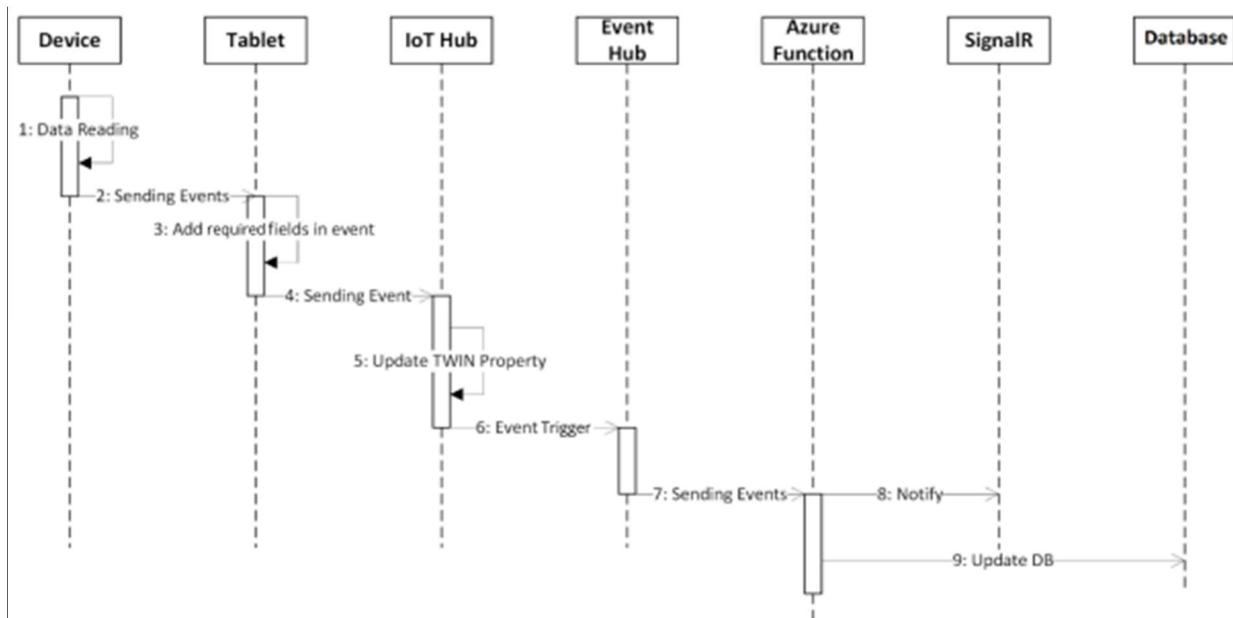 Device
Tablet
IoT Hub
Event
Hub
Azure
Function
SignalR
Database
1: Data Reading
2: Sending Events
3: Add required fields in event
4: Sending Event
5: Update TWIN Property
6: Event Trigger
7: Sending Events
8: Notify
9: Update DB